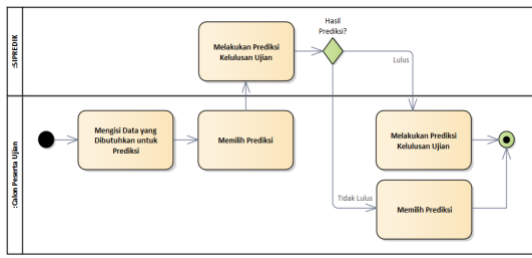 :SIPREDIK
Melakukan Prediksi
Kelulusan Ujian
Hasil
Prediksi?
Lulus
:Calon Peserta Ujian
Mengisi Data yang
Dibutuhkan untuk
Prediksi
Memilih Prediksi
Melakukan Prediksi
Kelulusan Ujian
Tidak Lulus
Memilih Prediksi